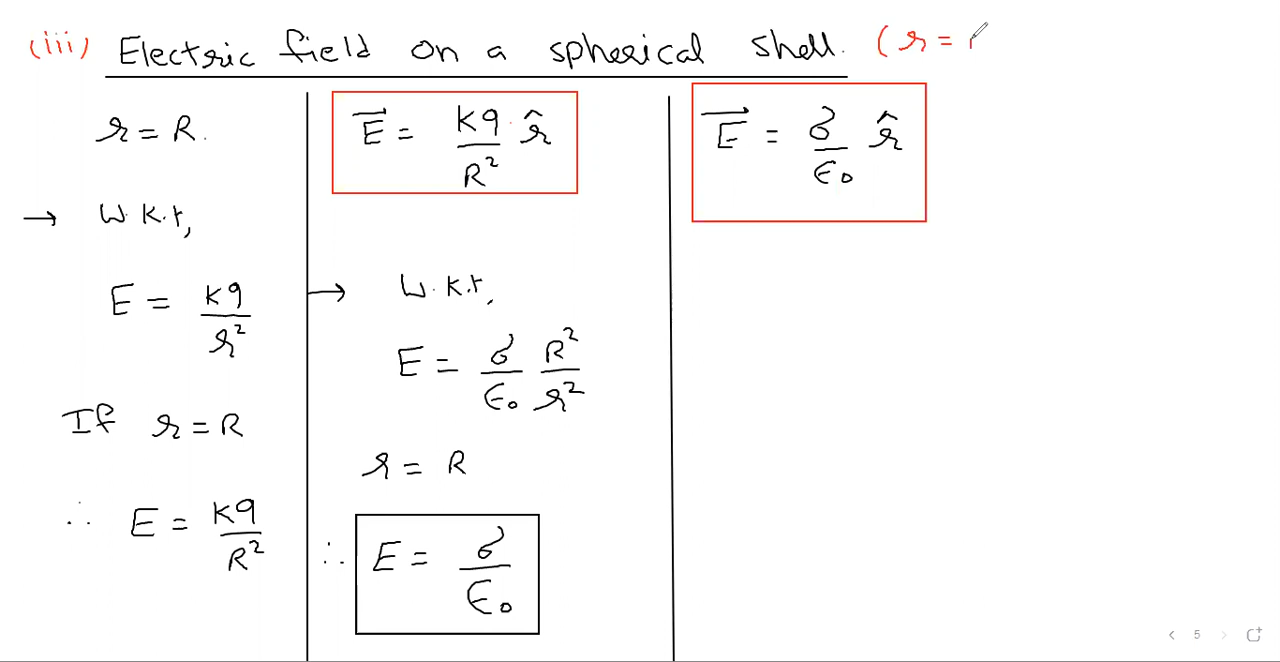 (iii) Electric field on a spherical shell. (r =
r = R.
→ W.K.t,
E = Kq/r²
If r = R
∴ E = Kq/R²
E⃗ = Kq/R² . r̂
→ W.K.t,
E = σ/ε₀ R²/r²
r = R
∴ E = σ/ε₀
E⃗ = σ/ε₀ r̂
5